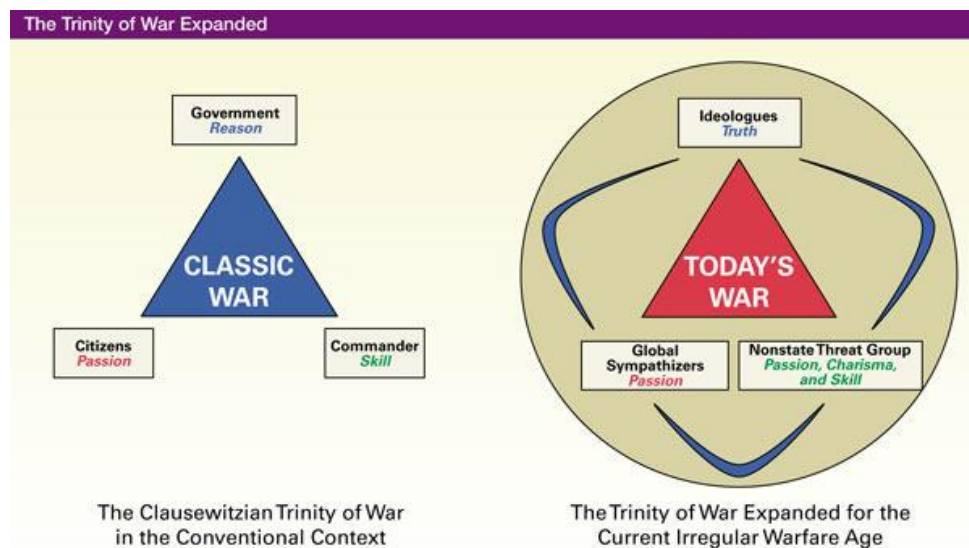 The Trinity of War Expanded
Government
Reason
CLASSIC
WAR
Citizens
Passion
Commander
Skill
The Clausewitzian Trinity of War
in the Conventional Context
Ideologues
Truth
TODAY'S
WAR
Global
Sympathizers
Passion
Nonstate Threat Group
Passion, Charisma,
and Skill
The Trinity of War Expanded for the
Current Irregular Warfare Age